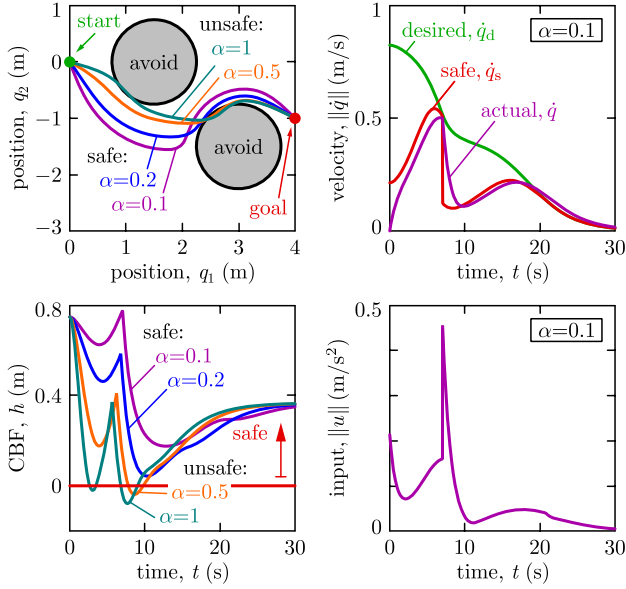 start
unsafe:
α=1
α=0.5
avoid
avoid
safe:
α=0.2
α=0.1
goal
0
−1
−2
−3
0 1 2 3 4
position, q₂ (m)
position, q₁ (m)
α=0.1
desired, q̇_d
safe, q̇_s
actual, q̇
1
0.5
0
0 10 20 30
velocity, ||q̇|| (m/s)
time, t (s)
safe:
α=0.1
α=0.2
safe
unsafe:
α=0.5
α=1
0.8
0.4
0
0 10 20 30
CBF, h (m)
time, t (s)
α=0.1
0.5
0
0 10 20 30
input, ||u|| (m/s²)
time, t (s)